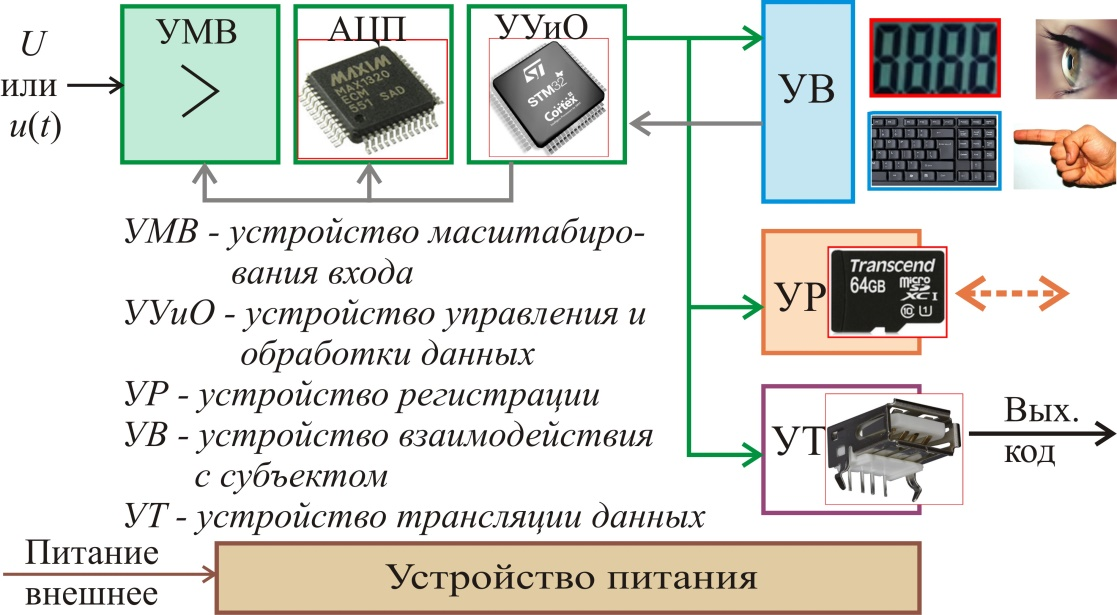 U
или
u(t)
УМВ
АЦП
MAXIM
MAX1320
ECM
551 SAD
УУиО
STM32
Cortex
УВ
УМВ - устройство масштабиро-
вания входа
УУиО - устройство управления и
обработки данных
УР - устройство регистрации
УВ - устройство взаимодействия
с субъектом
УТ - устройство трансляции данных
УР
Transcend
64GB
micro
SD
XC I
10 1
УТ
Вых.
код
Питание
внешнее
Устройство питания